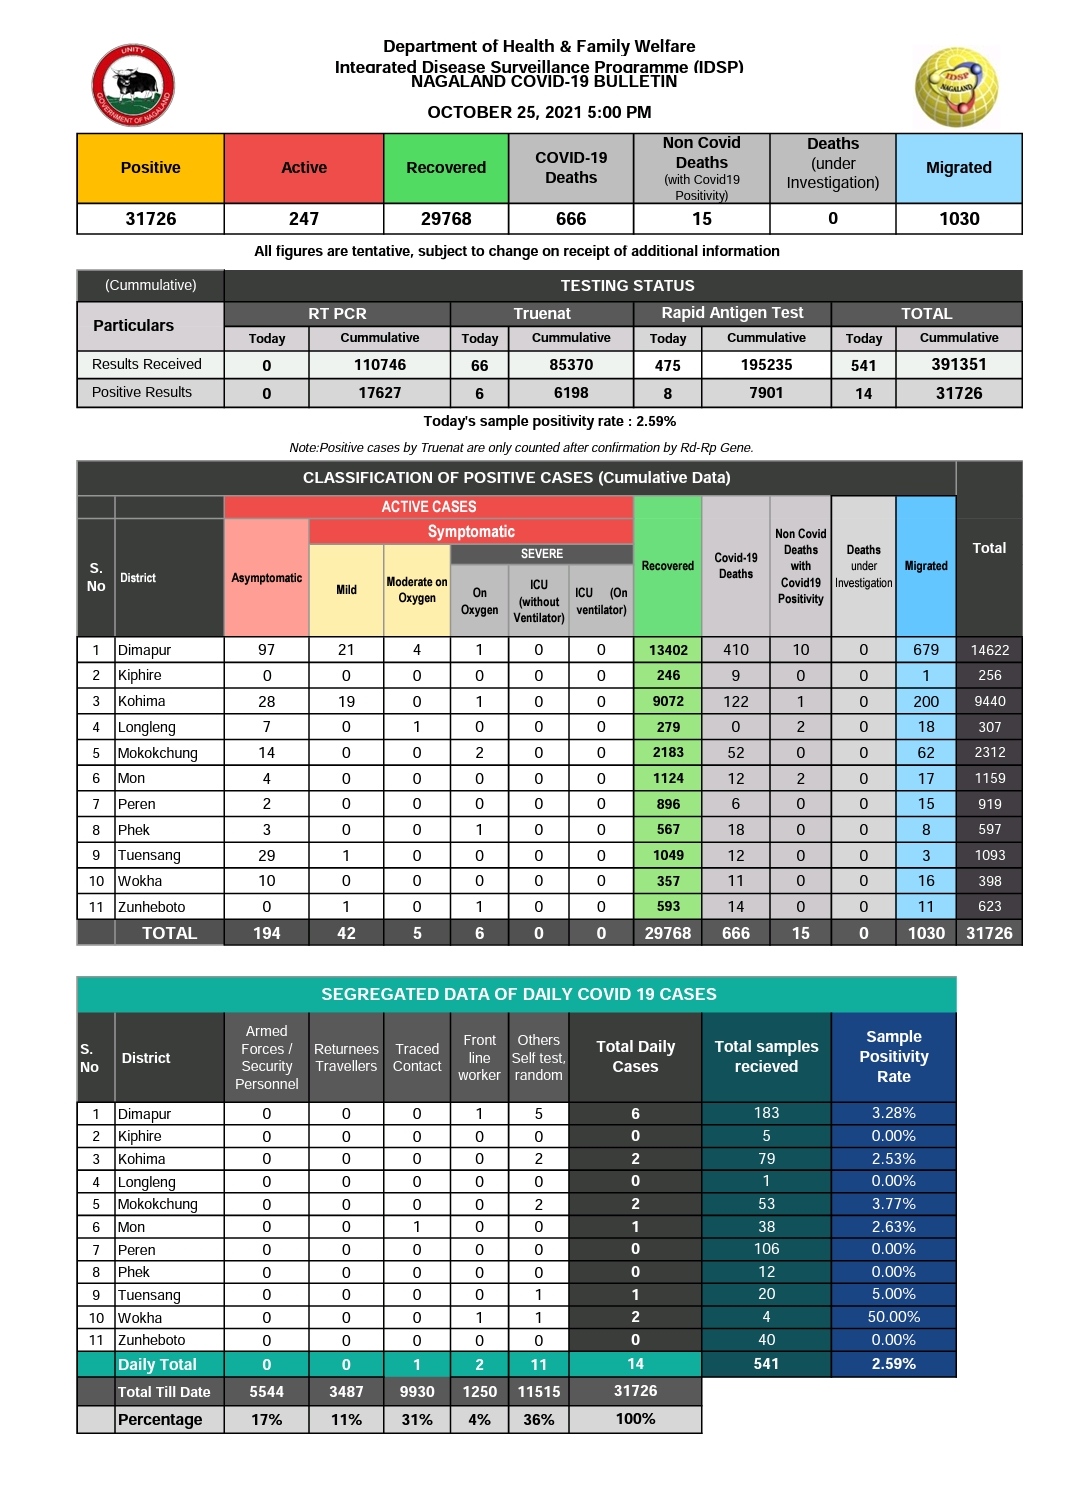 Department of Health & Family Welfare
Integrated Disease Surveillance Programme (IDSP)
NAGALAND COVID-19 BULLETIN
OCTOBER 25, 2021 5:00 PM
UNITY
GOVERNMENT OF NAGALAND
IDSP
NAGALAND
Positive Active Recovered COVID-19 Deaths Non Covid Deaths (with Covid19 Positivity) Deaths (under Investigation) Migrated
31726 247 29768 666 15 0 1030
All figures are tentative, subject to change on receipt of additional information
(Cummulative) TESTING STATUS
Particulars RT PCR Truenat Rapid Antigen Test TOTAL
Today Cummulative Today Cummulative Today Cummulative Today Cummulative
Results Received 0 110746 66 85370 475 195235 541 391351
Positive Results 0 17627 6 6198 8 7901 14 31726
Today's sample positivity rate : 2.59%
Note:Positive cases by Truenat are only counted after confirmation by Rd-Rp Gene.
CLASSIFICATION OF POSITIVE CASES (Cumulative Data)
ACTIVE CASES
Symptomatic
SEVERE
S. No District Asymptomatic Mild Moderate on Oxygen On Oxygen ICU (without Ventilator) ICU (On ventilator) Recovered Covid-19 Deaths Non Covid Deaths with Covid19 Positivity Deaths under Investigation Migrated Total
1 Dimapur 97 21 4 1 0 0 13402 410 10 0 679 14622
2 Kiphire 0 0 0 0 0 0 246 9 0 0 1 256
3 Kohima 28 19 0 1 0 0 9072 122 1 0 200 9440
4 Longleng 7 0 1 0 0 0 279 0 2 0 18 307
5 Mokokchung 14 0 0 2 0 0 2183 52 0 0 62 2312
6 Mon 4 0 0 0 0 0 1124 12 2 0 17 1159
7 Peren 2 0 0 0 0 0 896 6 0 0 15 919
8 Phek 3 0 0 1 0 0 567 18 0 0 8 597
9 Tuensang 29 1 0 0 0 0 1049 12 0 0 3 1093
10 Wokha 10 0 0 0 0 0 357 11 0 0 16 398
11 Zunheboto 0 1 0 1 0 0 593 14 0 0 11 623
TOTAL 194 42 5 6 0 0 29768 666 15 0 1030 31726
SEGREGATED DATA OF DAILY COVID 19 CASES
S. No District Armed Forces / Security Personnel Returnees Travellers Traced Contact Front line worker Others Self test, random Total Daily Cases Total samples recieved Sample Positivity Rate
1 Dimapur 0 0 0 1 5 6 183 3.28%
2 Kiphire 0 0 0 0 0 0 5 0.00%
3 Kohima 0 0 0 0 2 2 79 2.53%
4 Longleng 0 0 0 0 0 0 1 0.00%
5 Mokokchung 0 0 0 0 2 2 53 3.77%
6 Mon 0 0 1 0 0 1 38 2.63%
7 Peren 0 0 0 0 0 0 106 0.00%
8 Phek 0 0 0 0 0 0 12 0.00%
9 Tuensang 0 0 0 0 1 1 20 5.00%
10 Wokha 0 0 0 1 1 2 4 50.00%
11 Zunheboto 0 0 0 0 0 0 40 0.00%
Daily Total 0 0 1 2 11 14 541 2.59%
Total Till Date 5544 3487 9930 1250 11515 31726
Percentage 17% 11% 31% 4% 36% 100%